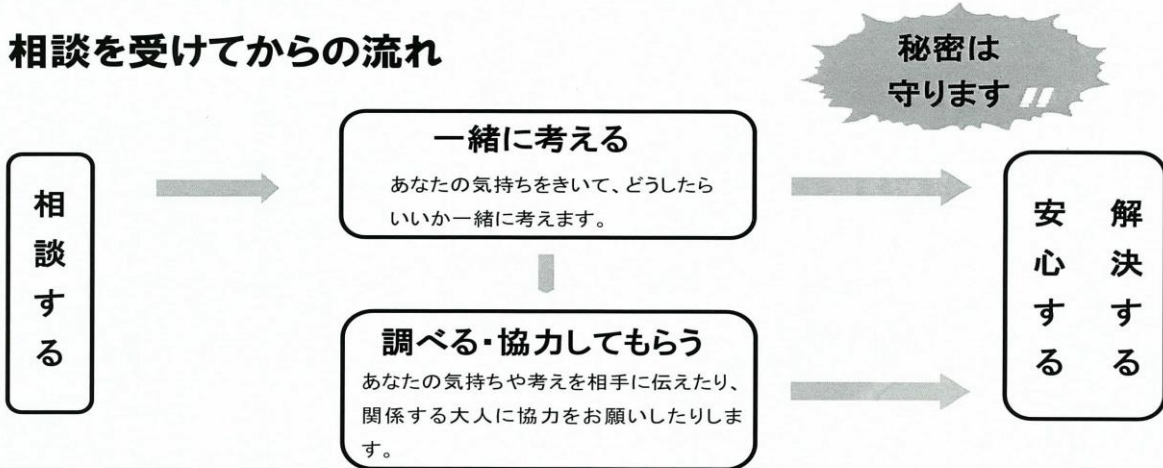 相談を受けてからの流れ
秘密は
守ります!!
相談する
一緒に考える
あなたの気持ちをきいて、どうしたら
いいか一緒に考えます。
調べる・協力してもらう
あなたの気持ちや考えを相手に伝えたり、
関係する大人に協力をお願いしたりしま
す。
解決する
安心する